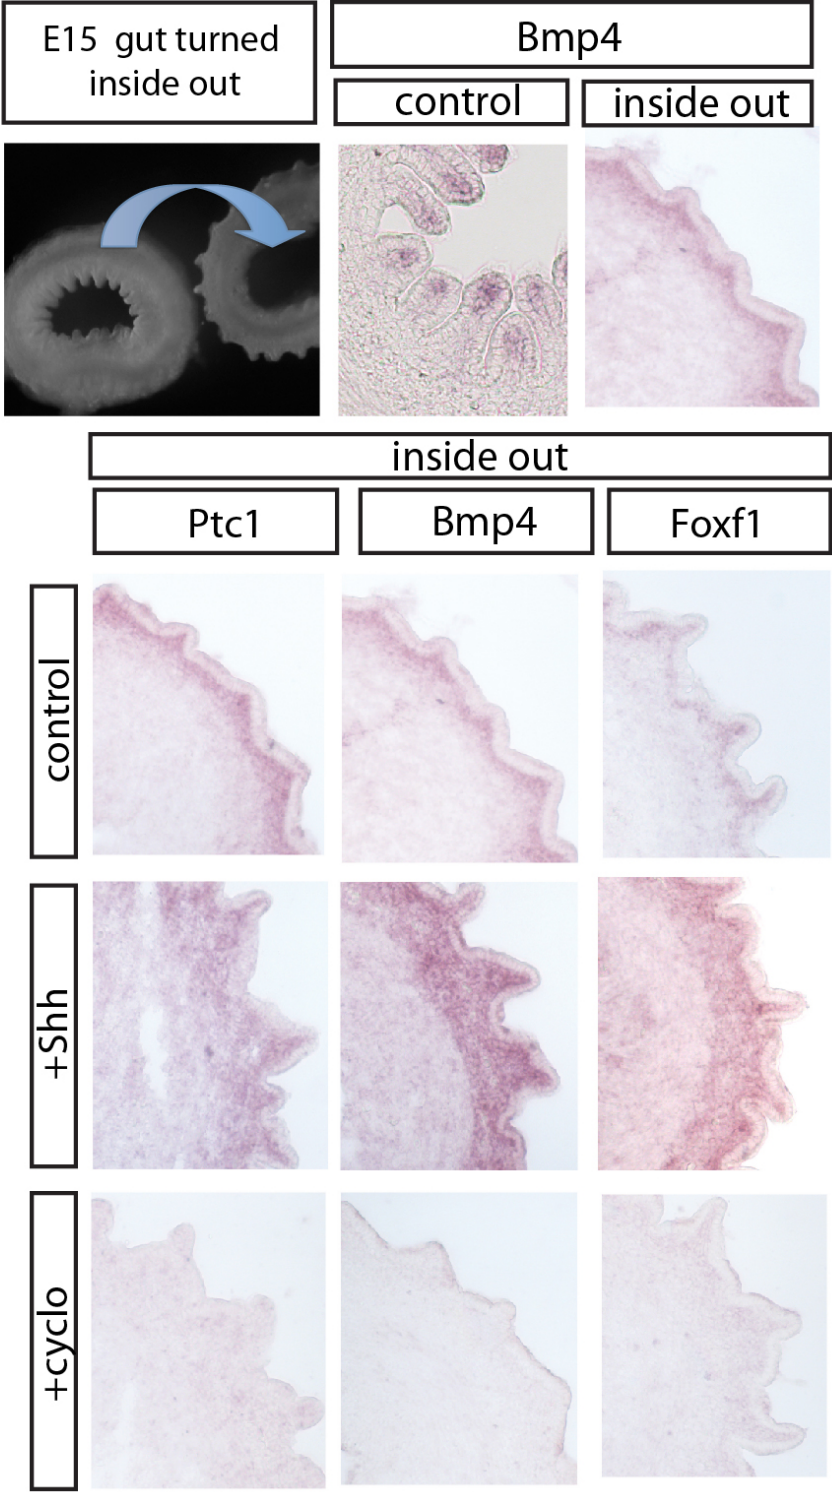 E15 gut turned
inside out
Bmp4
control
inside out
inside out
Ptc1
Bmp4
Foxf1
control
+Shh
+cyclo